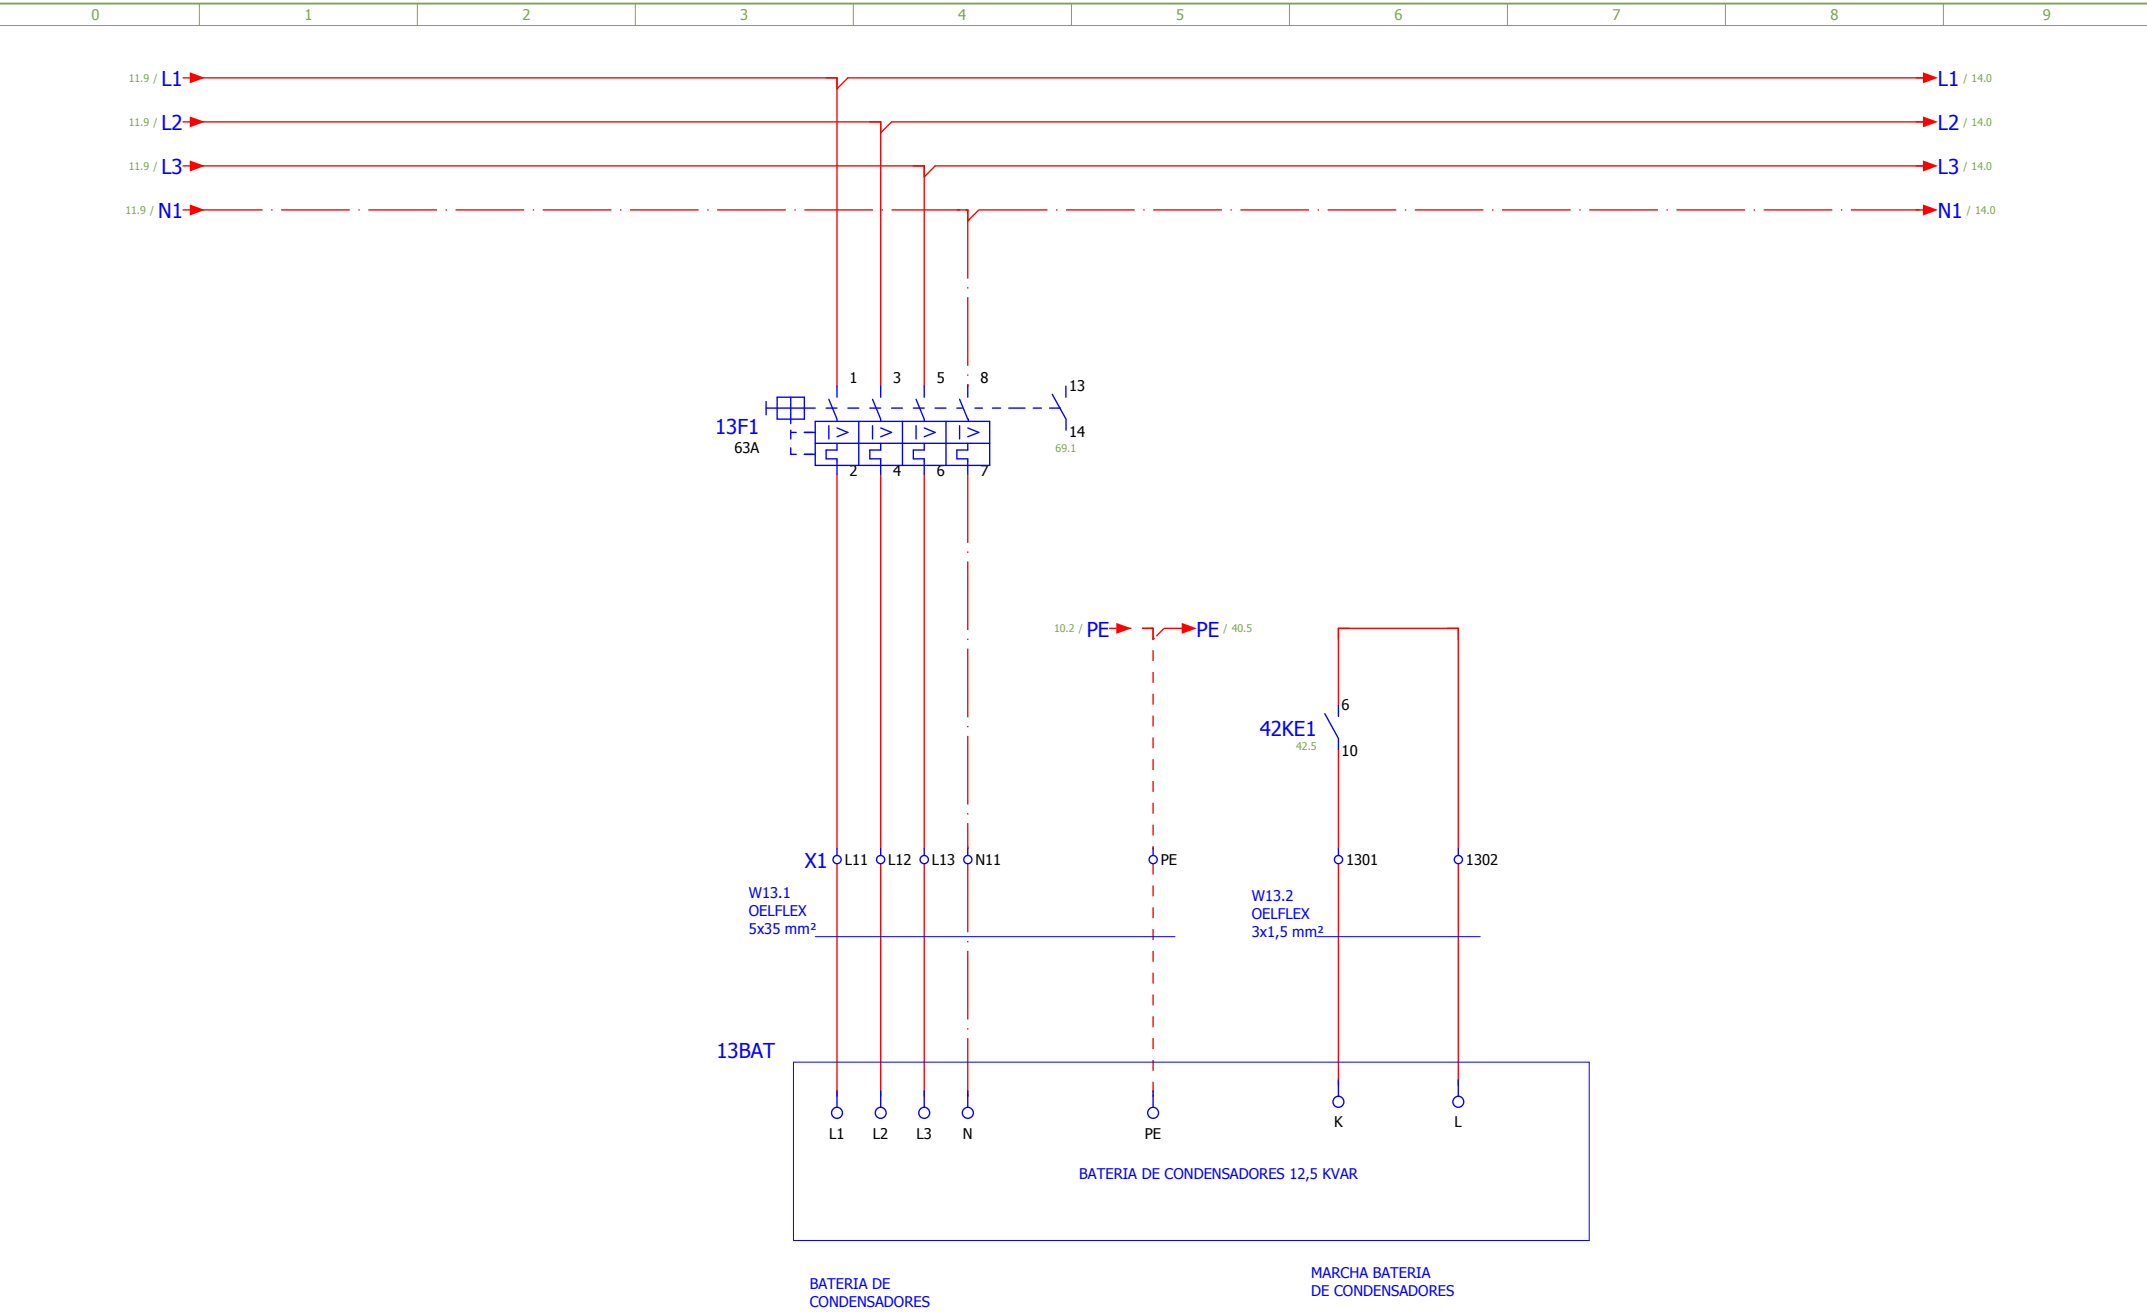 0 1 2 3 4 5 6 7 8 9
11.9 / L1 L1 / 14.0
11.9 / L2 L2 / 14.0
11.9 / L3 L3 / 14.0
11.9 / N1 N1 / 14.0
1 3 5 8 13
13F1
63A
I> I> I> I>
14
69.1
2 4 6 7
10.2 / PE PE / 40.5
6
42KE1
42.5
10
X1 L11 L12 L13 N11 PE 1301 1302
W13.1
OELFLEX
5x35 mm²
W13.2
OELFLEX
3x1,5 mm²
13BAT
L1 L2 L3 N PE K L
BATERIA DE CONDENSADORES 12,5 KVAR
BATERIA DE
CONDENSADORES
MARCHA BATERIA
DE CONDENSADORES